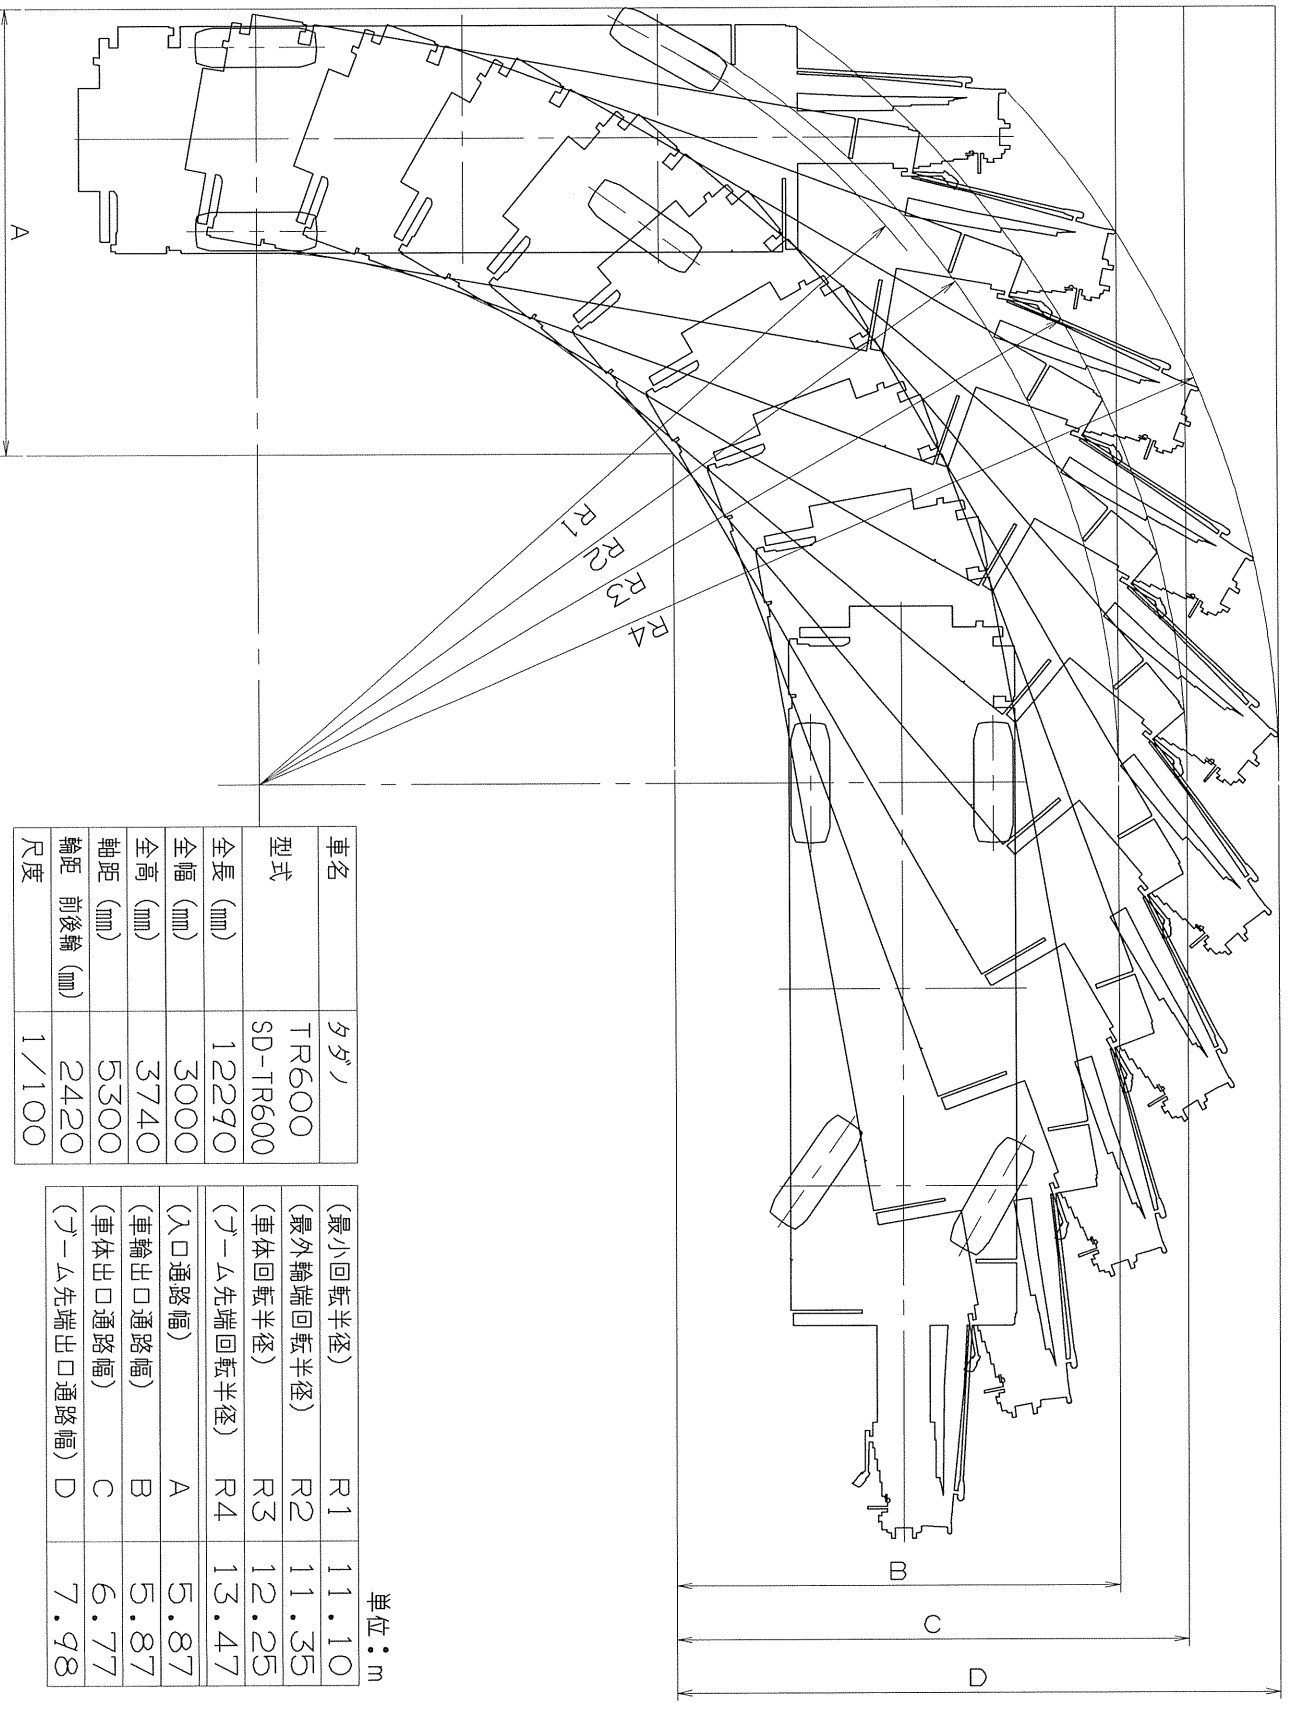 A
R1
R2
R3
R4
B
C
D
車名 タダノ
型式 TR600
SD-TR600
全長 (㎜) 12290
全幅 (㎜) 3000
全高 (㎜) 3740
軸距 (㎜) 5300
輪距 前後輪 (㎜) 2420
尺度 1/100
単位：m
(最小回転半径) R1 11.10
(最外輪端回転半径) R2 11.35
(車体回転半径) R3 12.25
(ブーム先端回転半径) R4 13.47
(入口通路幅) A 5.87
(車輪出口通路幅) B 5.87
(車体出口通路幅) C 6.77
(ブーム先端出口通路幅) D 7.98